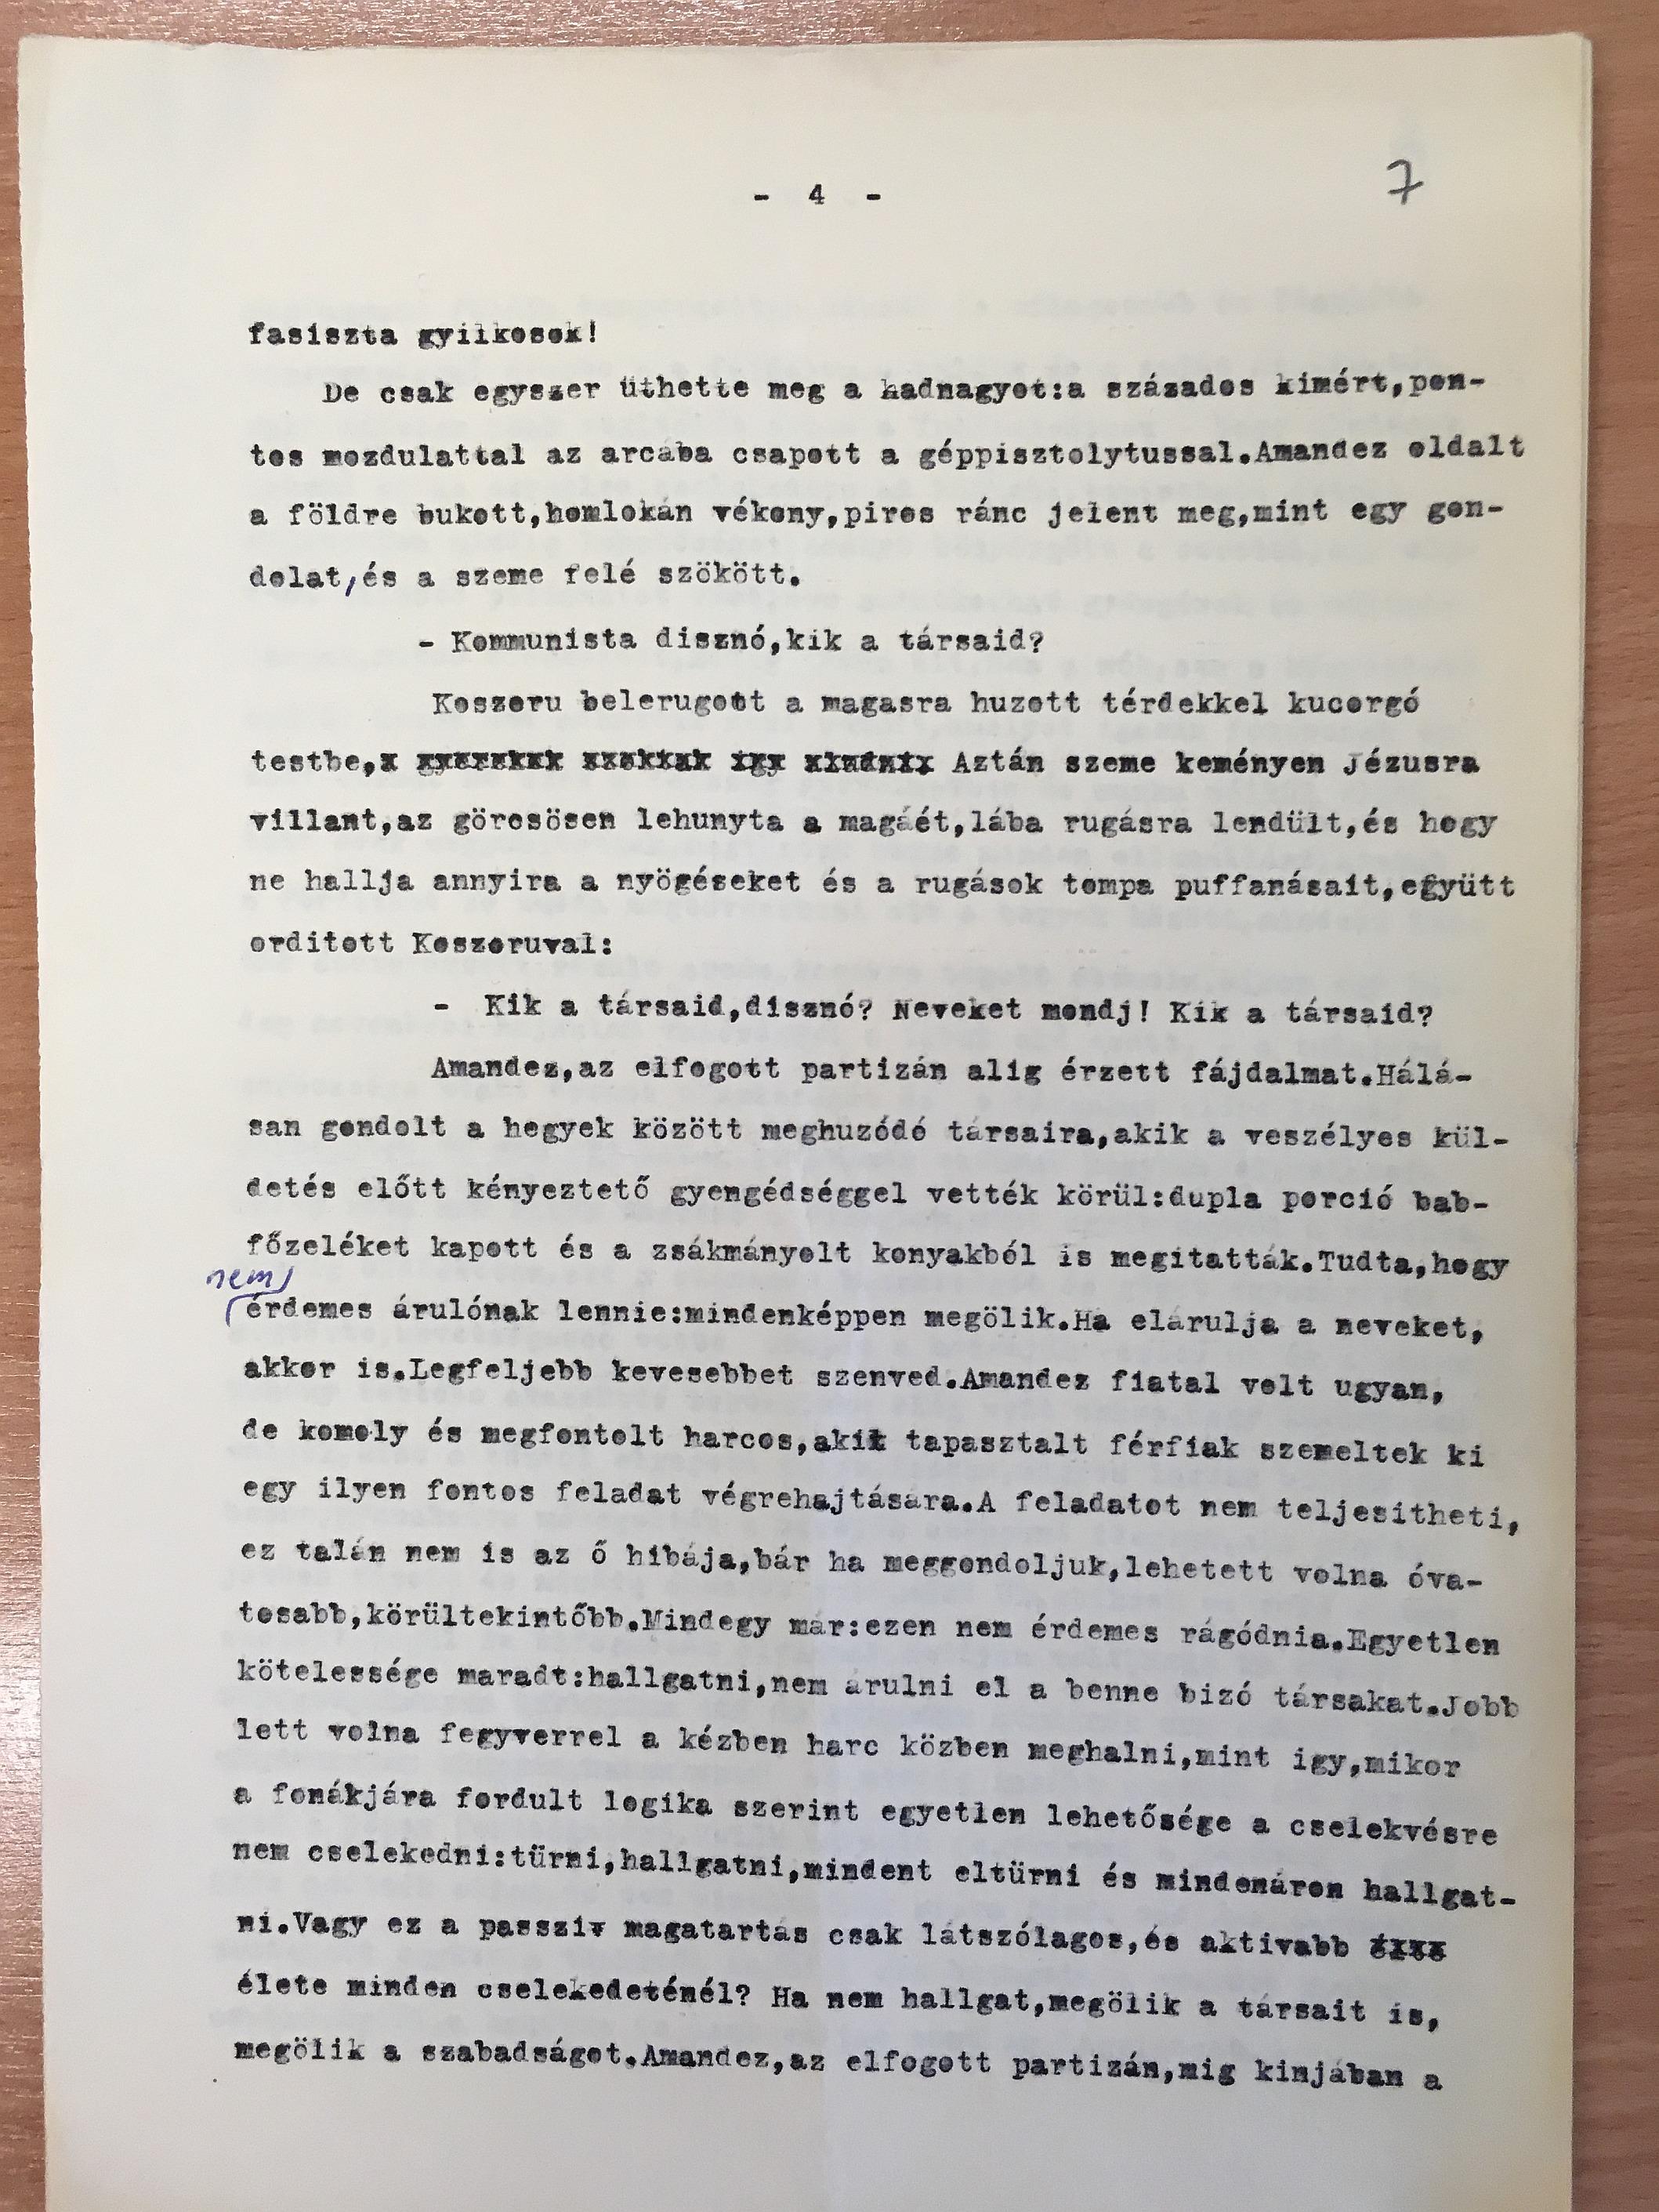 - 4 -
7
fasiszta gyilkosok!
De csak egyszer üthette meg a hadnagyot:a százados kimért,pon-
tos mozdulattal az arcába csapott a géppisztolytussal.Amandez oldalt
a földre bukott,homlokán vékony,piros ránc jelent meg,mint egy gon-
dolat,és a szeme felé szökött.
- Kommunista disznó,kik a társaid?
Koszoru belerugott a magasra huzott térdekkel kucorgó
testbe, Aztán szeme keményen Jézusra
villant,az görcsösen lehunyta a magáét,lába rugásra lendült,és hogy
ne hallja annyira a nyögéseket és a rugások tompa puffanásait,együtt
orditott Koszoruval:
- Kik a társaid,disznó? Neveket mondj! Kik a társaid?
Amandez,az elfogott partizán alig érzett fájdalmat.Hálá-
san gondolt a hegyek között meghuzódó társaira,akik a veszélyes kül-
detés előtt kényeztető gyengédséggel vették körül:dupla porció bab-
főzeléket kapott és a zsákmányolt konyakból is megitatták.Tudta,hogy
nem
érdemes árulónak lennie:mindenképpen megölik.Ha elárulja a neveket,
akkor is.Legfeljebb kevesebbet szenved.Amandez fiatal volt ugyan,
de komoly és megfontolt harcos,akit tapasztalt férfiak szemeltek ki
egy ilyen fontos feladat végrehajtására.A feladatot nem teljesitheti,
ez talán nem is az ő hibája,bár ha meggondoljuk,lehetett volna óva-
tosabb,körültekintőbb.Mindegy már:ezen nem érdemes rágódnia.Egyetlen
kötelessége maradt:hallgatni,nem árulni el a benne bizó társakat.Jobb
lett volna fegyverrel a kézben harc közben meghalni,mint igy,mikor
a fonákjára fordult logika szerint egyetlen lehetősége a cselekvésre
nem cselekedni:türni,hallgatni,mindent eltürni és mindenáron hallgat-
ni.Vagy ez a passziv magatartás csak látszólagos,és aktivabb
élete minden cselekedeténél? Ha nem hallgat,megölik a társait is,
megölik a szabadságot.Amandez,az elfogott partizán,mig kinjában a